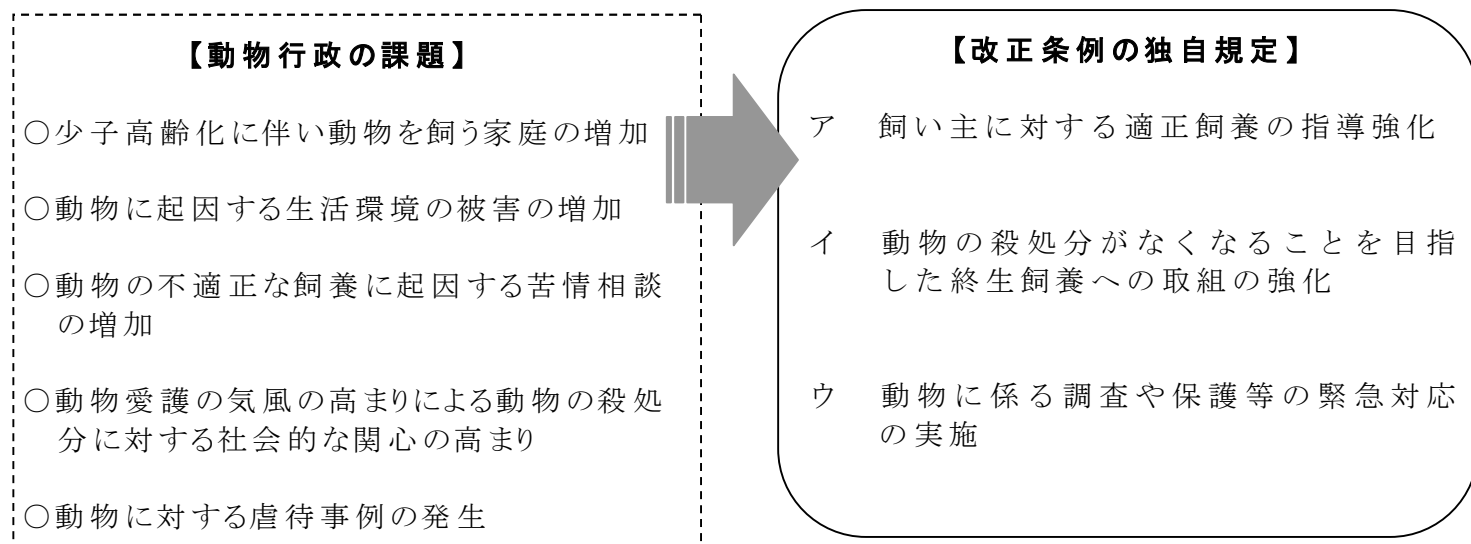 【動物行政の課題】
○少子高齢化に伴い動物を飼う家庭の増加
○動物に起因する生活環境の被害の増加
○動物の不適正な飼養に起因する苦情相談
の増加
○動物愛護の気風の高まりによる動物の殺処
分に対する社会的な関心の高まり
○動物に対する虐待事例の発生
【改正条例の独自規定】
ア 飼い主に対する適正飼養の指導強化
イ 動物の殺処分がなくなることを目指
した終生飼養への取組の強化
ウ 動物に係る調査や保護等の緊急対応
の実施